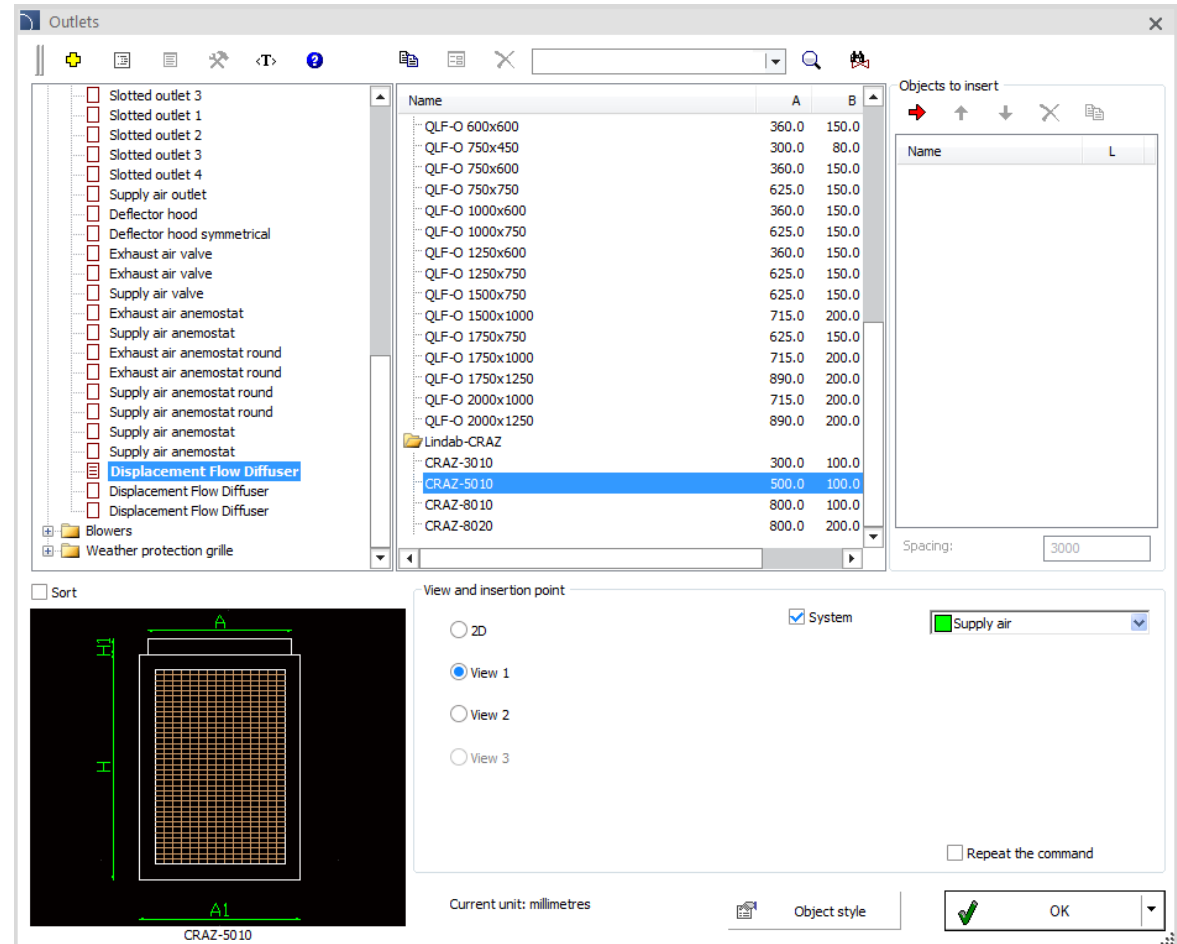 Outlets
<T>
Objects to insert
Slotted outlet 3
Slotted outlet 1
Slotted outlet 2
Slotted outlet 3
Slotted outlet 4
Supply air outlet
Deflector hood
Deflector hood symmetrical
Exhaust air valve
Exhaust air valve
Supply air valve
Exhaust air anemostat
Supply air anemostat
Exhaust air anemostat round
Exhaust air anemostat round
Supply air anemostat round
Supply air anemostat round
Supply air anemostat
Supply air anemostat
Displacement Flow Diffuser
Displacement Flow Diffuser
Displacement Flow Diffuser
Blowers
Weather protection grille
Name A B
QLF-O 600x600 360.0 150.0
QLF-O 750x450 300.0 80.0
QLF-O 750x600 360.0 150.0
QLF-O 750x750 625.0 150.0
QLF-O 1000x600 360.0 150.0
QLF-O 1000x750 625.0 150.0
QLF-O 1250x600 360.0 150.0
QLF-O 1250x750 625.0 150.0
QLF-O 1500x750 625.0 150.0
QLF-O 1500x1000 715.0 200.0
QLF-O 1750x750 625.0 150.0
QLF-O 1750x1000 715.0 200.0
QLF-O 1750x1250 890.0 200.0
QLF-O 2000x1000 715.0 200.0
QLF-O 2000x1250 890.0 200.0
Lindab-CRAZ
CRAZ-3010 300.0 100.0
CRAZ-5010 500.0 100.0
CRAZ-8010 800.0 100.0
CRAZ-8020 800.0 200.0
Name L
Spacing: 3000
Sort
A
H1
H
A1
CRAZ-5010
View and insertion point
2D
View 1
View 2
View 3
System
Supply air
Repeat the command
Current unit: millimetres
Object style
OK